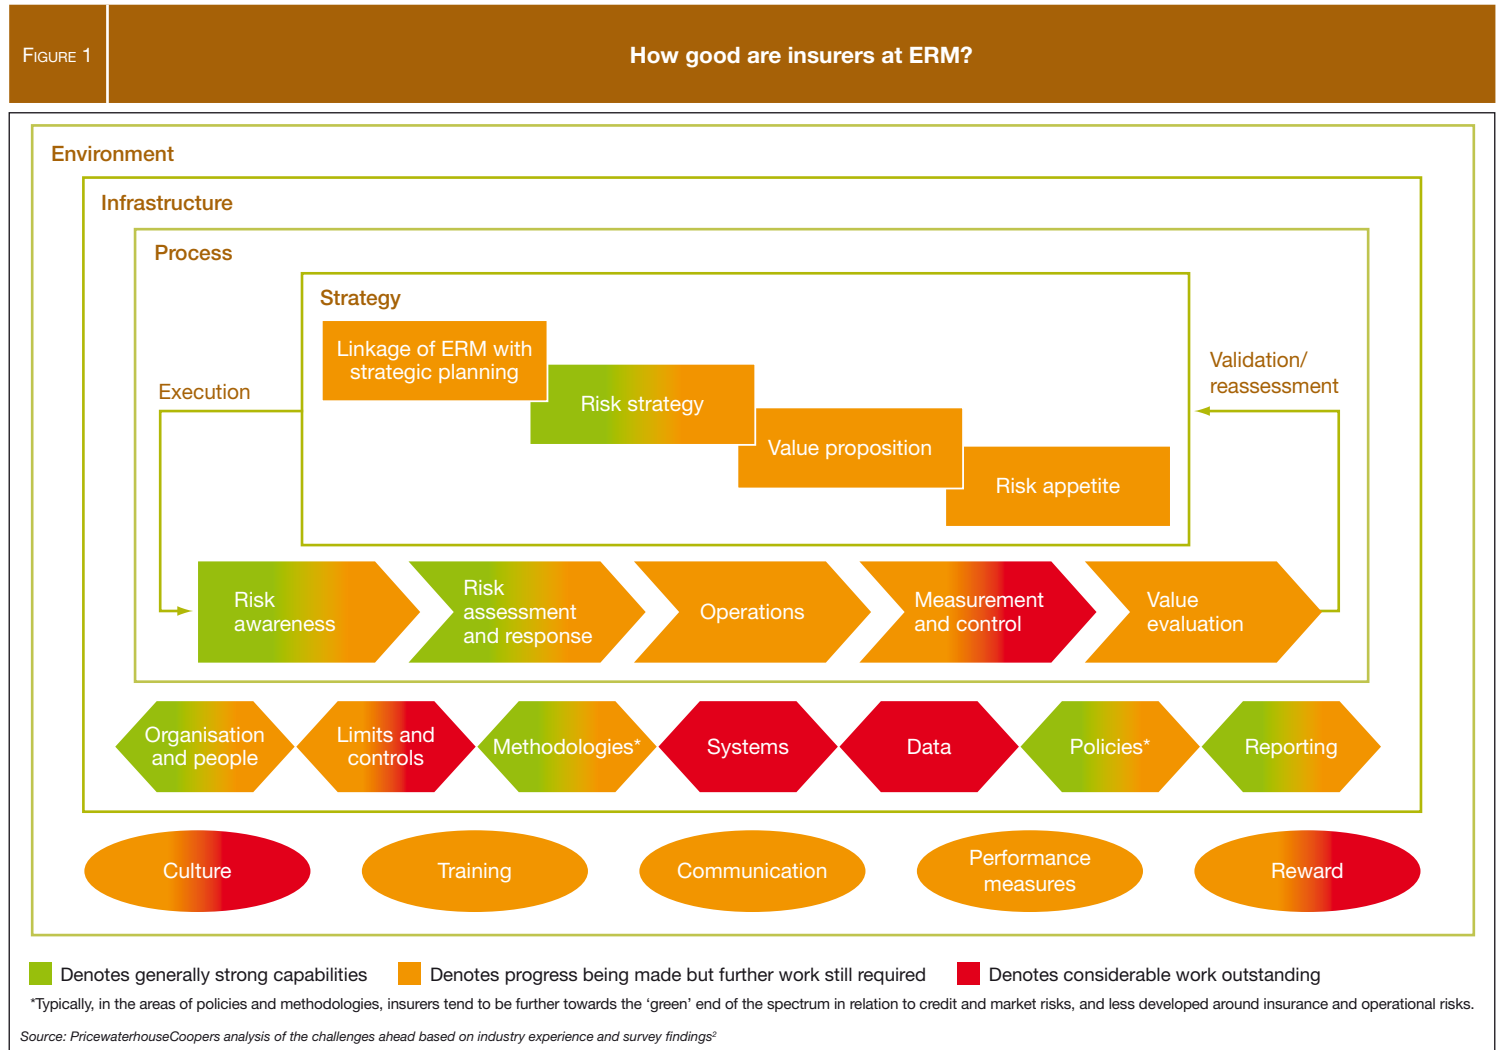 FIGURE 1
How good are insurers at ERM?
Environment
Infrastructure
Process
Strategy
Linkage of ERM with
strategic planning
Risk strategy
Value proposition
Risk appetite
Execution
Validation/
reassessment
Risk
awareness
Risk
assessment
and response
Operations
Measurement
and control
Value
evaluation
Organisation
and people
Limits and
controls
Methodologies*
Systems
Data
Policies*
Reporting
Culture
Training
Communication
Performance
measures
Reward
Denotes generally strong capabilities
Denotes progress being made but further work still required
Denotes considerable work outstanding
*Typically, in the areas of policies and methodologies, insurers tend to be further towards the ‘green’ end of the spectrum in relation to credit and market risks, and less developed around insurance and operational risks.
Source: PricewaterhouseCoopers analysis of the challenges ahead based on industry experience and survey findings²